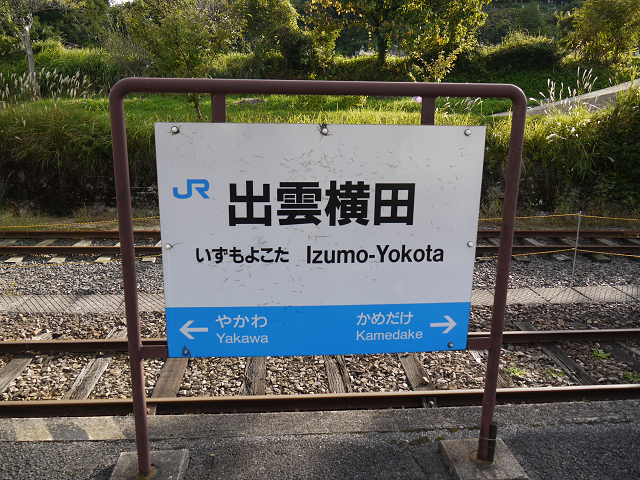 JR
出雲横田
いずもよこた Izumo-Yokota
← やかわ
Yakawa
かめだけ →
Kamedake